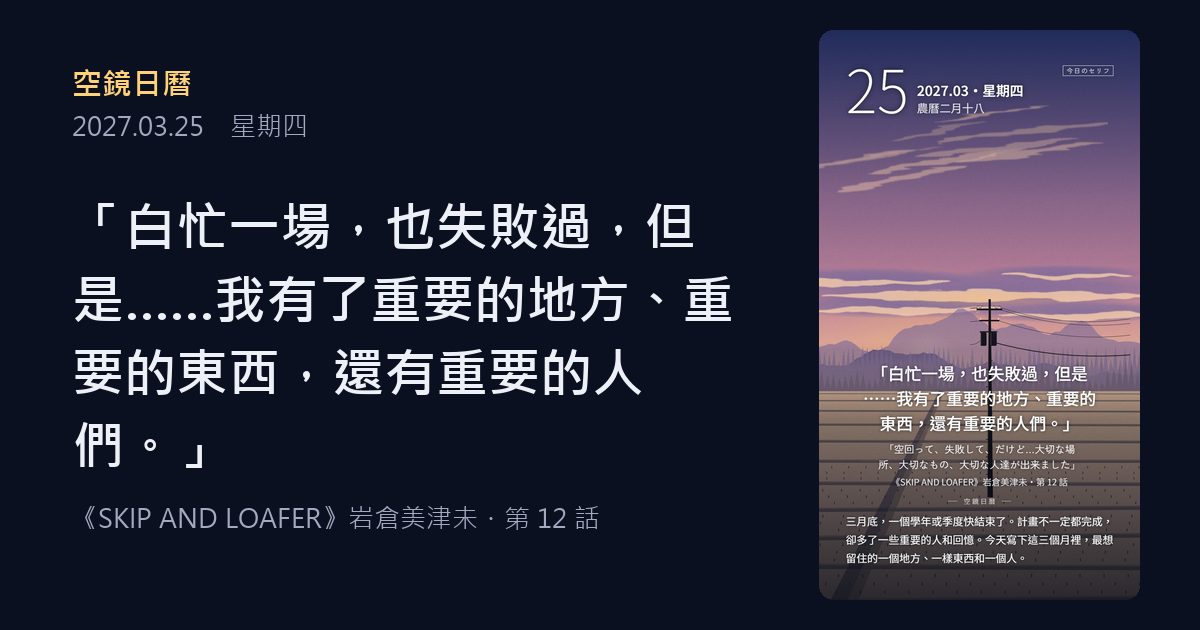 空鏡日曆
2027.03.25 星期四
「白忙一場，也失敗過，但
是……我有了重要的地方、重
要的東西，還有重要的人
們。」
《SKIP AND LOAFER》岩倉美津未・第 12 話
今日のセリフ
25
2027.03・星期四
農曆二月十八
「白忙一場，也失敗過，但是
……我有了重要的地方、重要的
東西，還有重要的人們。」
「空回って、失敗して、だけど…大切な場
所、大切なもの、大切な人達が出来ました」
《SKIP AND LOAFER》岩倉美津未・第 12 話
空鏡日曆
三月底，一個學年或季度快結束了。計畫不一定都完成，
卻多了一些重要的人和回憶。今天寫下這三個月裡，最想
留住的一個地方、一樣東西和一個人。